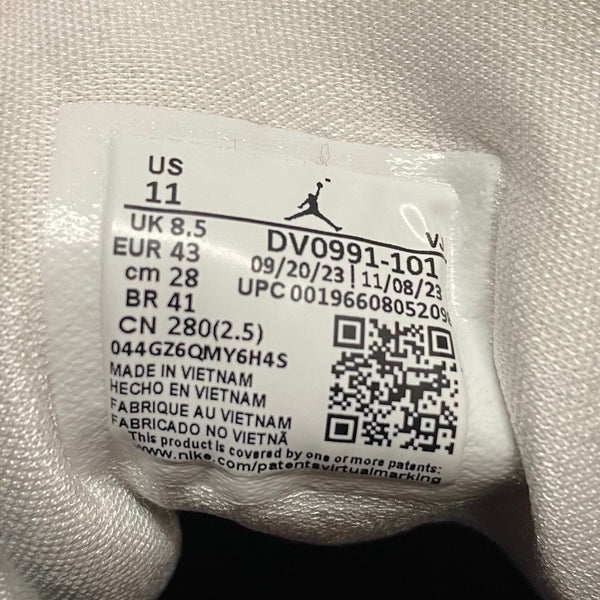 US
11
UK 8.5
EUR 43
cm 28
BR 41
CN 280(2.5)
044GZ6QMY6H4S
DV0991-101
09/20/23 | 11/08/23
UPC
MADE IN VIETNAM
HECHO EN VIETNAM
FABRIQUE AU VIETNAM
FABRICADO NO VIETNÃ
This product is covered by one or more patents:
www.nike.com/patentsvirtualmarking